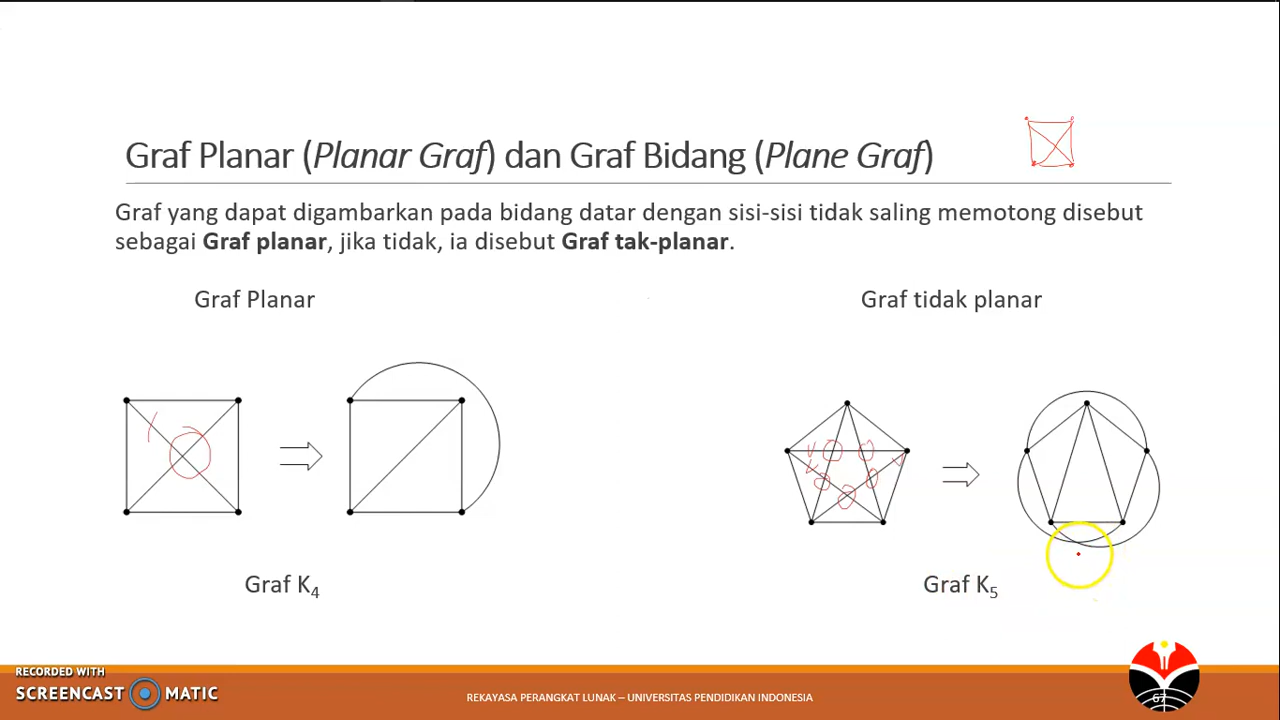 Graf Planar (Planar Graf) dan Graf Bidang (Plane Graf)
Graf yang dapat digambarkan pada bidang datar dengan sisi-sisi tidak saling memotong disebut
sebagai Graf planar, jika tidak, ia disebut Graf tak-planar.
Graf Planar
Graf tidak planar
Graf K4
Graf K5
RECORDED WITH
SCREENCAST MATIC
REKAYASA PERANGKAT LUNAK – UNIVERSITAS PENDIDIKAN INDONESIA
67